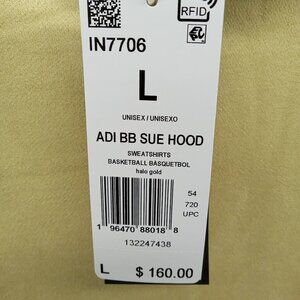 RFID
IN7706
L
UNISEX / UNISEXO
ADI BB SUE HOOD
SWEATSHIRTS
BASKETBALL BASQUETBOL
halo gold
54
720
UPC
1 96470 88018 8
132247438
L $ 160.00